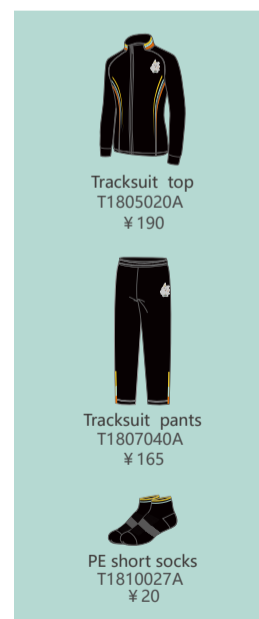 Tracksuit top
T1805020A
¥190
Tracksuit pants
T1807040A
¥165
PE short socks
T1810027A
¥20